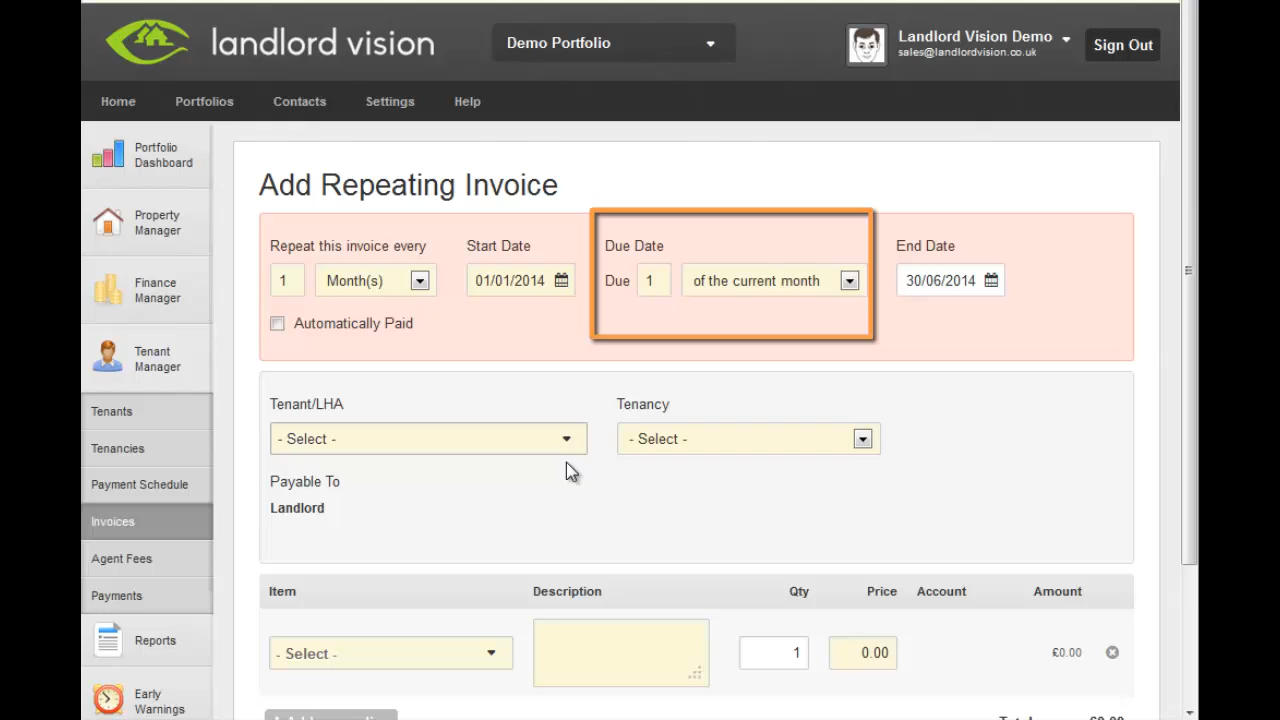 landlord vision
Demo Portfolio
Landlord Vision Demo
sales@landlordvision.co.uk
Sign Out
Home Portfolios Contacts Settings Help
Portfolio
Dashboard
Property
Manager
Finance
Manager
Tenant
Manager
Tenants
Tenancies
Payment Schedule
Invoices
Agent Fees
Payments
Reports
Early
Warnings
Add Repeating Invoice
Repeat this invoice every Start Date Due Date End Date
1 Month(s) 01/01/2014 Due 1 of the current month 30/06/2014
Automatically Paid
Tenant/LHA Tenancy
- Select - - Select -
Payable To
Landlord
Item Description Qty Price Account Amount
- Select - 1 0.00 £0.00